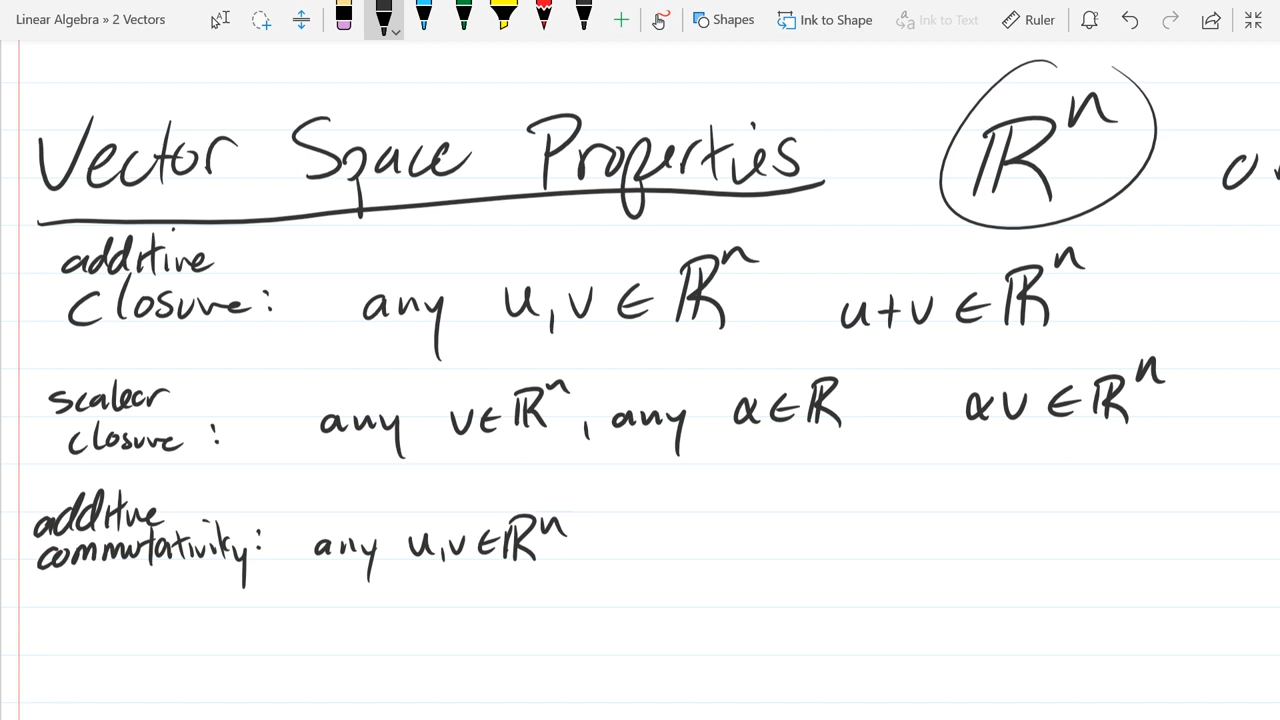 Linear Algebra » 2 Vectors
Shapes Ink to Shape Ink to Text Ruler
Vector Space Properties ℝⁿ
additive
closure: any u, v ∈ ℝⁿ u+v ∈ ℝⁿ
scalar
closure: any v ∈ ℝⁿ, any α ∈ ℝ αv ∈ ℝⁿ
additive
commutativity: any u, v ∈ ℝⁿ